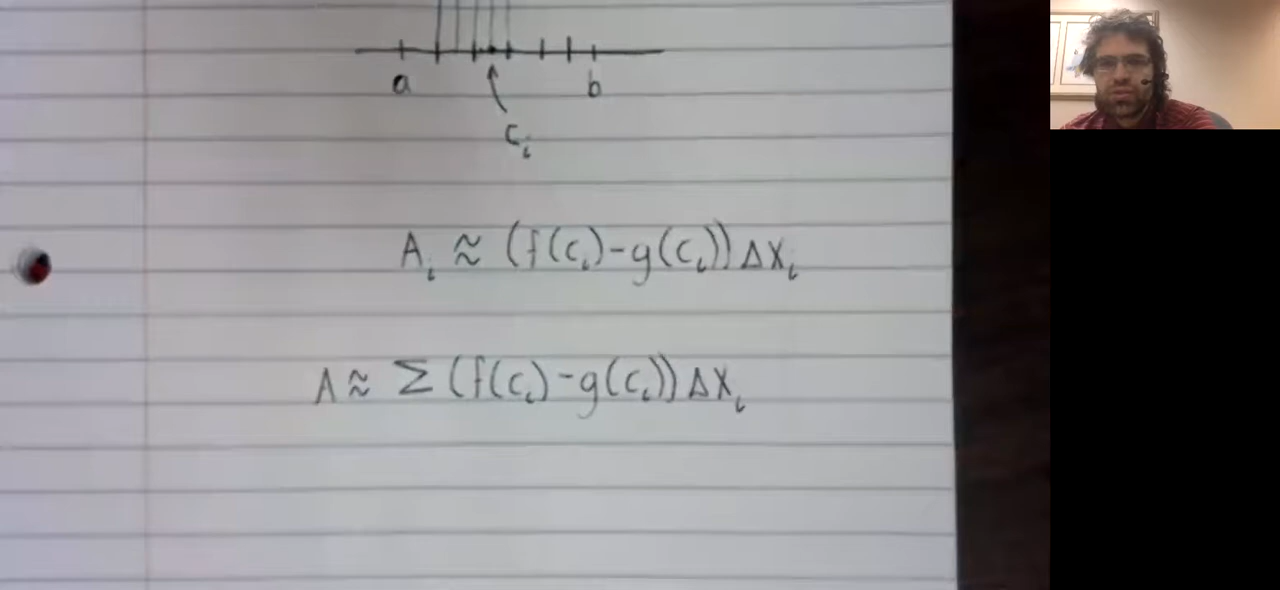 a b
c_i
A_i ≈ (f(c_i)-g(c_i))Δx_i
A ≈ Σ (f(c_i)-g(c_i))Δx_i